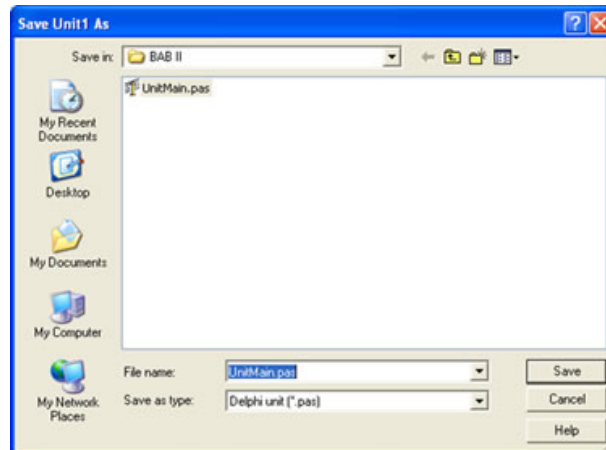 Save Unit1 As
Save in:
BAB II
UnitMain.pas
My Recent
Documents
Desktop
My Documents
My Computer
My Network
Places
File name:
UnitMain.pas
Save
Save as type:
Delphi unit (*.pas)
Cancel
Help